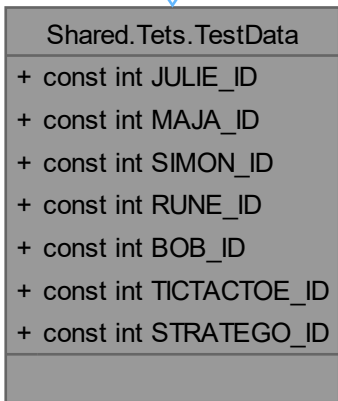 Shared.Tets.TestData
+ const int JULIE_ID
+ const int MAJA_ID
+ const int SIMON_ID
+ const int RUNE_ID
+ const int BOB_ID
+ const int TICTACTOE_ID
+ const int STRATEGO_ID